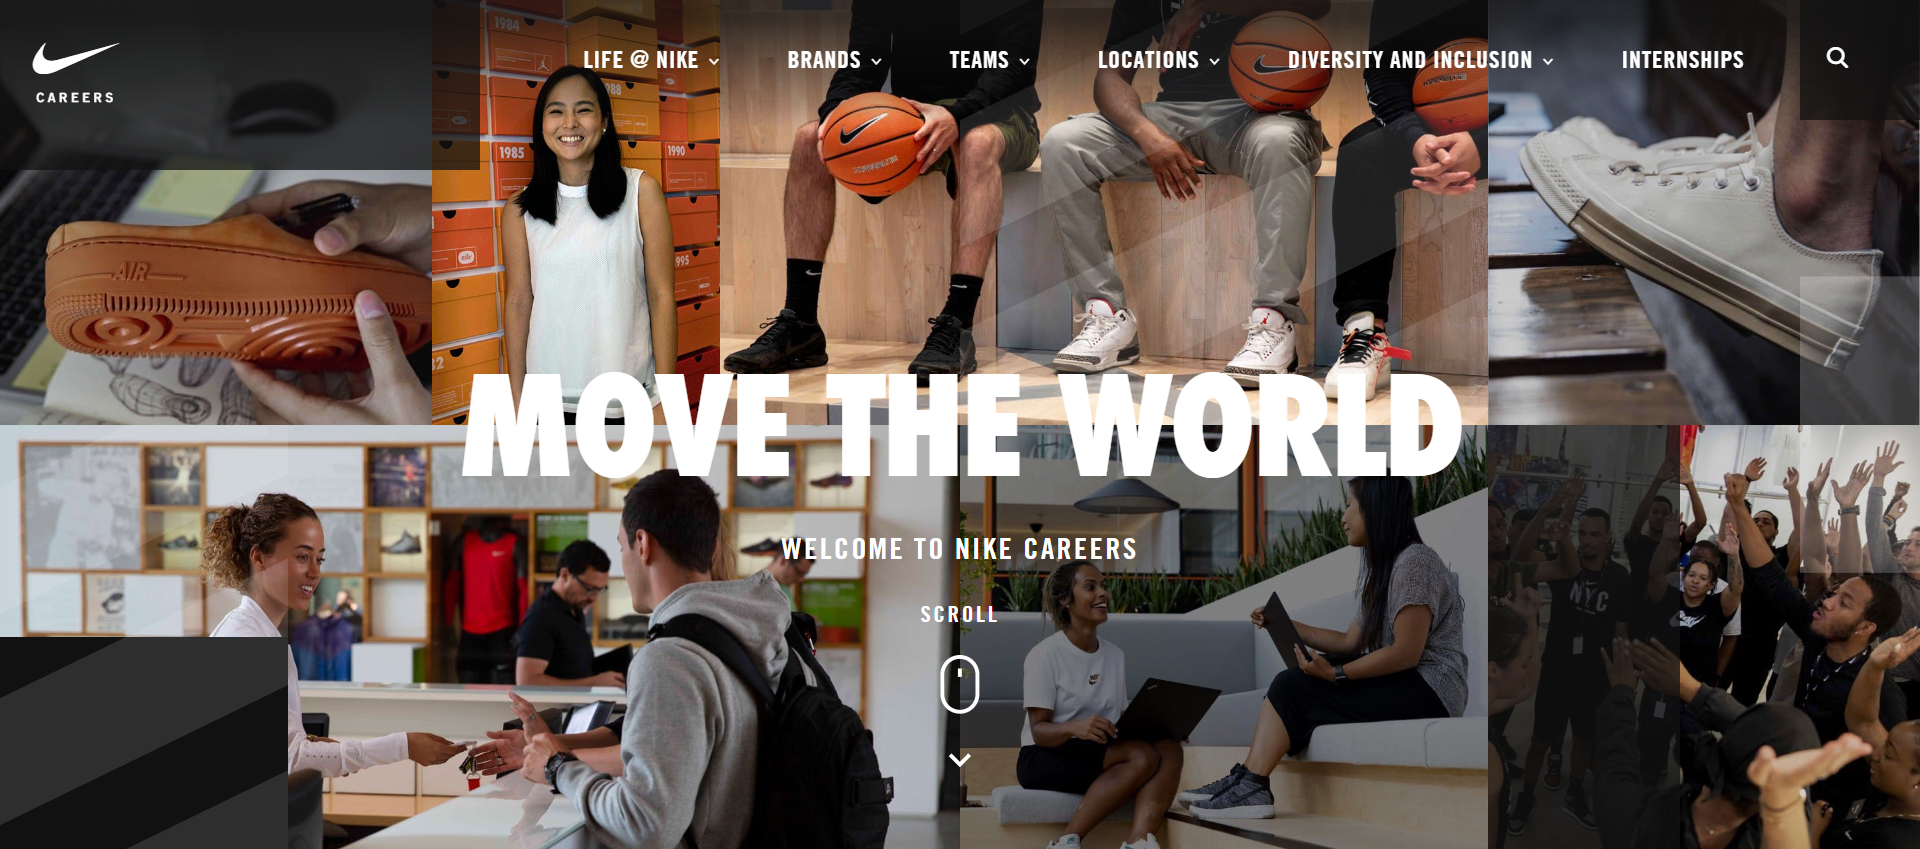 CAREERS
LIFE @ NIKE
BRANDS
TEAMS
LOCATIONS
DIVERSITY AND INCLUSION
INTERNSHIPS
1984
1988
1985
1990
AIR
MOVE THE WORLD
WELCOME TO NIKE CAREERS
SCROLL
NYC